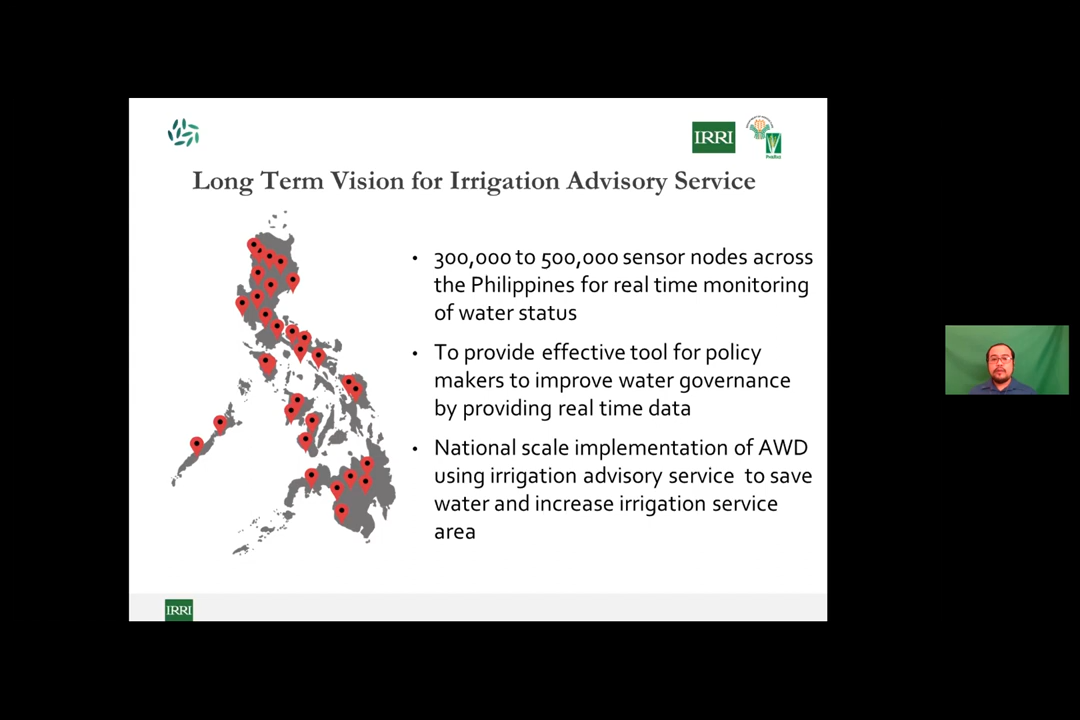 IRRI
PhilRice
Long Term Vision for Irrigation Advisory Service
• 300,000 to 500,000 sensor nodes across
the Philippines for real time monitoring
of water status
• To provide effective tool for policy
makers to improve water governance
by providing real time data
• National scale implementation of AWD
using irrigation advisory service to save
water and increase irrigation service
area
IRRI